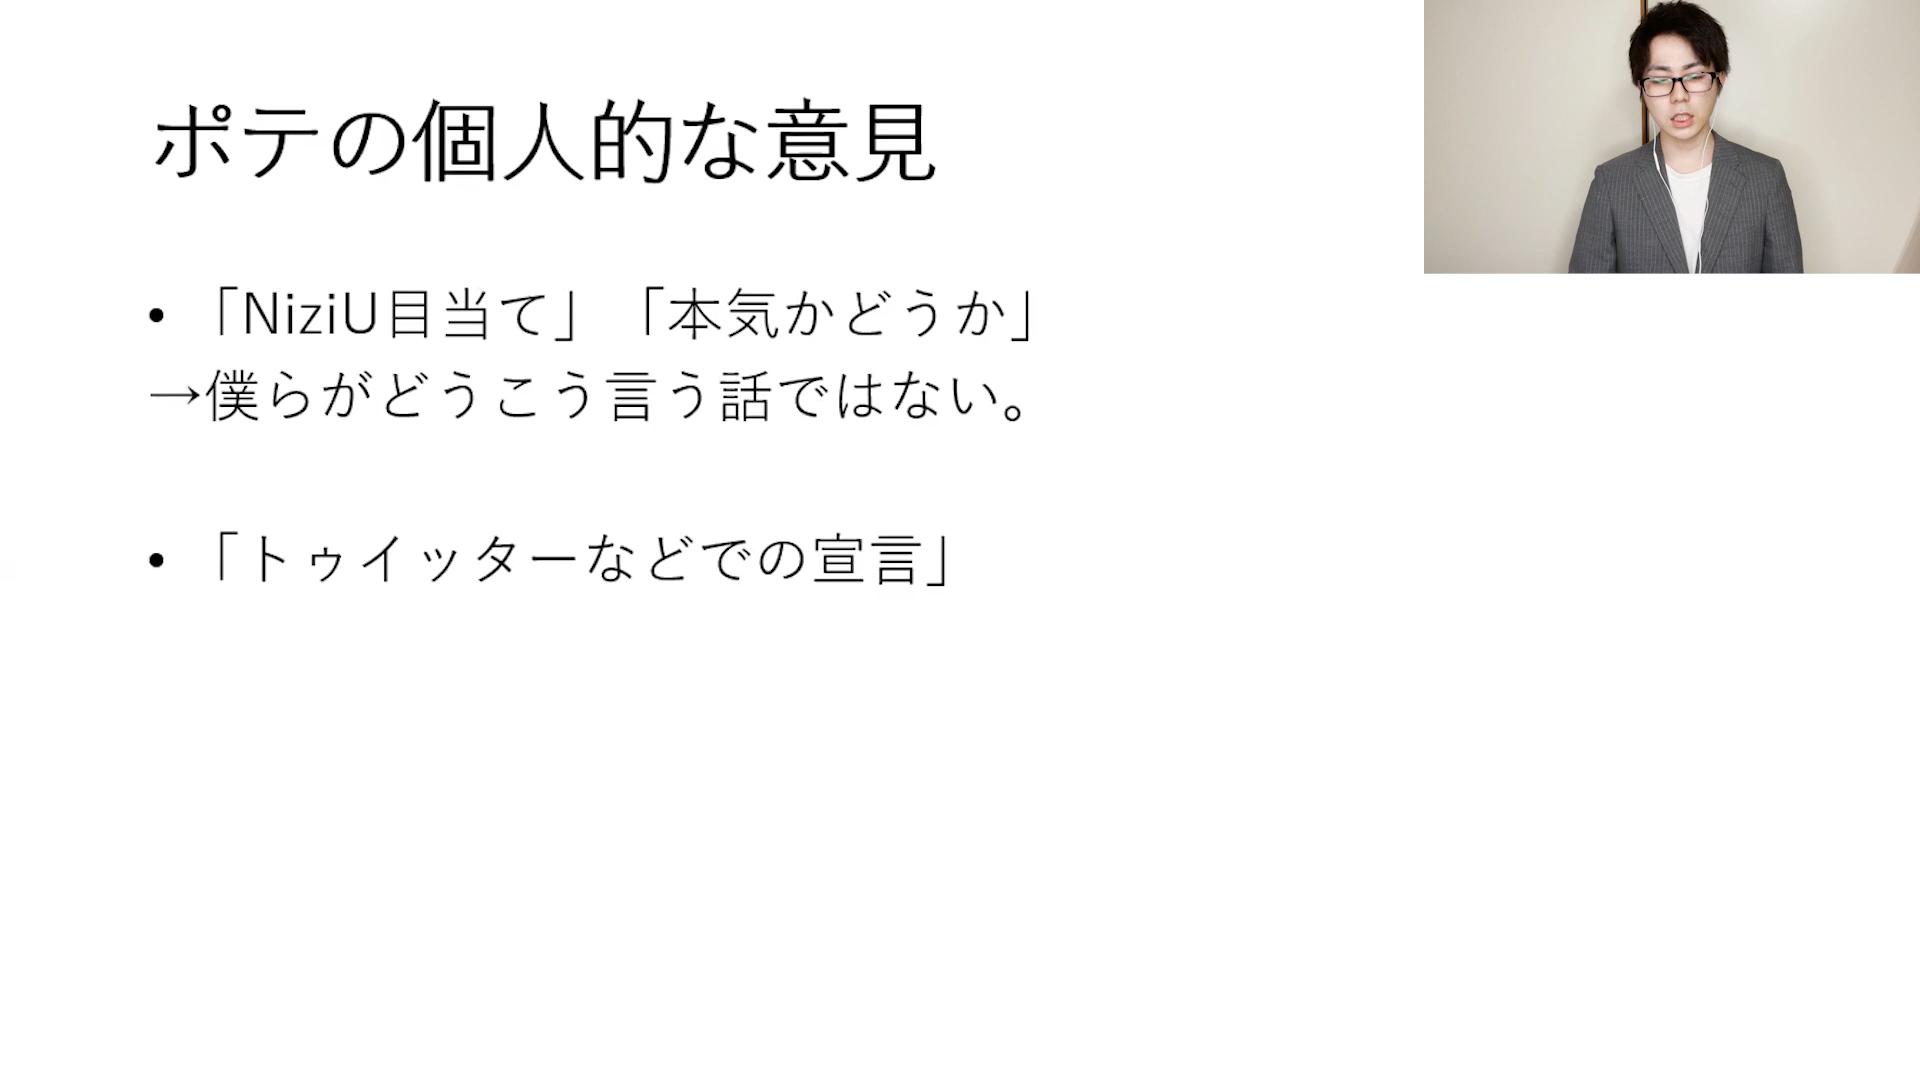 ポテの個人的な意見
• 「NiziU目当て」「本気かどうか」
→僕らがどうこう言う話ではない。
• 「トゥイッターなどでの宣言」